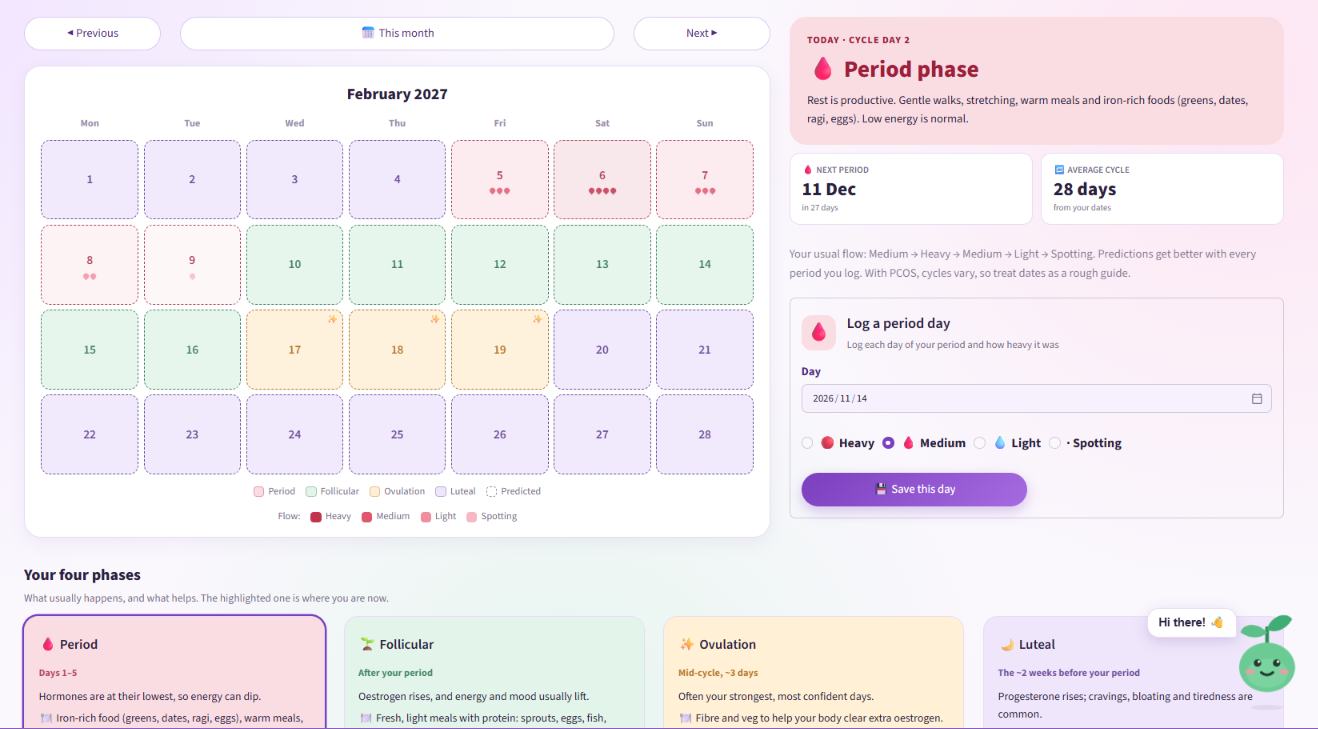 ◀ Previous
This month
Next ▶
February 2027
Mon Tue Wed Thu Fri Sat Sun
1 2 3 4 5 6 7
8 9 10 11 12 13 14
15 16 17 18 19 20 21
22 23 24 25 26 27 28
Period Follicular Ovulation Luteal Predicted
Flow: Heavy Medium Light Spotting
TODAY · CYCLE DAY 2
Period phase
Rest is productive. Gentle walks, stretching, warm meals and iron-rich foods (greens, dates,
ragi, eggs). Low energy is normal.
NEXT PERIOD
11 Dec
in 27 days
AVERAGE CYCLE
28 days
from your dates
Your usual flow: Medium → Heavy → Medium → Light → Spotting. Predictions get better with every
period you log. With PCOS, cycles vary, so treat dates as a rough guide.
Log a period day
Log each day of your period and how heavy it was
Day
2026/11/14
Heavy Medium Light · Spotting
Save this day
Your four phases
What usually happens, and what helps. The highlighted one is where you are now.
Period
Days 1–5
Hormones are at their lowest, so energy can dip.
Iron-rich food (greens, dates, ragi, eggs), warm meals,
Follicular
After your period
Oestrogen rises, and energy and mood usually lift.
Fresh, light meals with protein: sprouts, eggs, fish,
Ovulation
Mid-cycle, ~3 days
Often your strongest, most confident days.
Fibre and veg to help your body clear extra oestrogen.
Hi there!
Luteal
The ~2 weeks before your period
Progesterone rises; cravings, bloating and tiredness are
common.